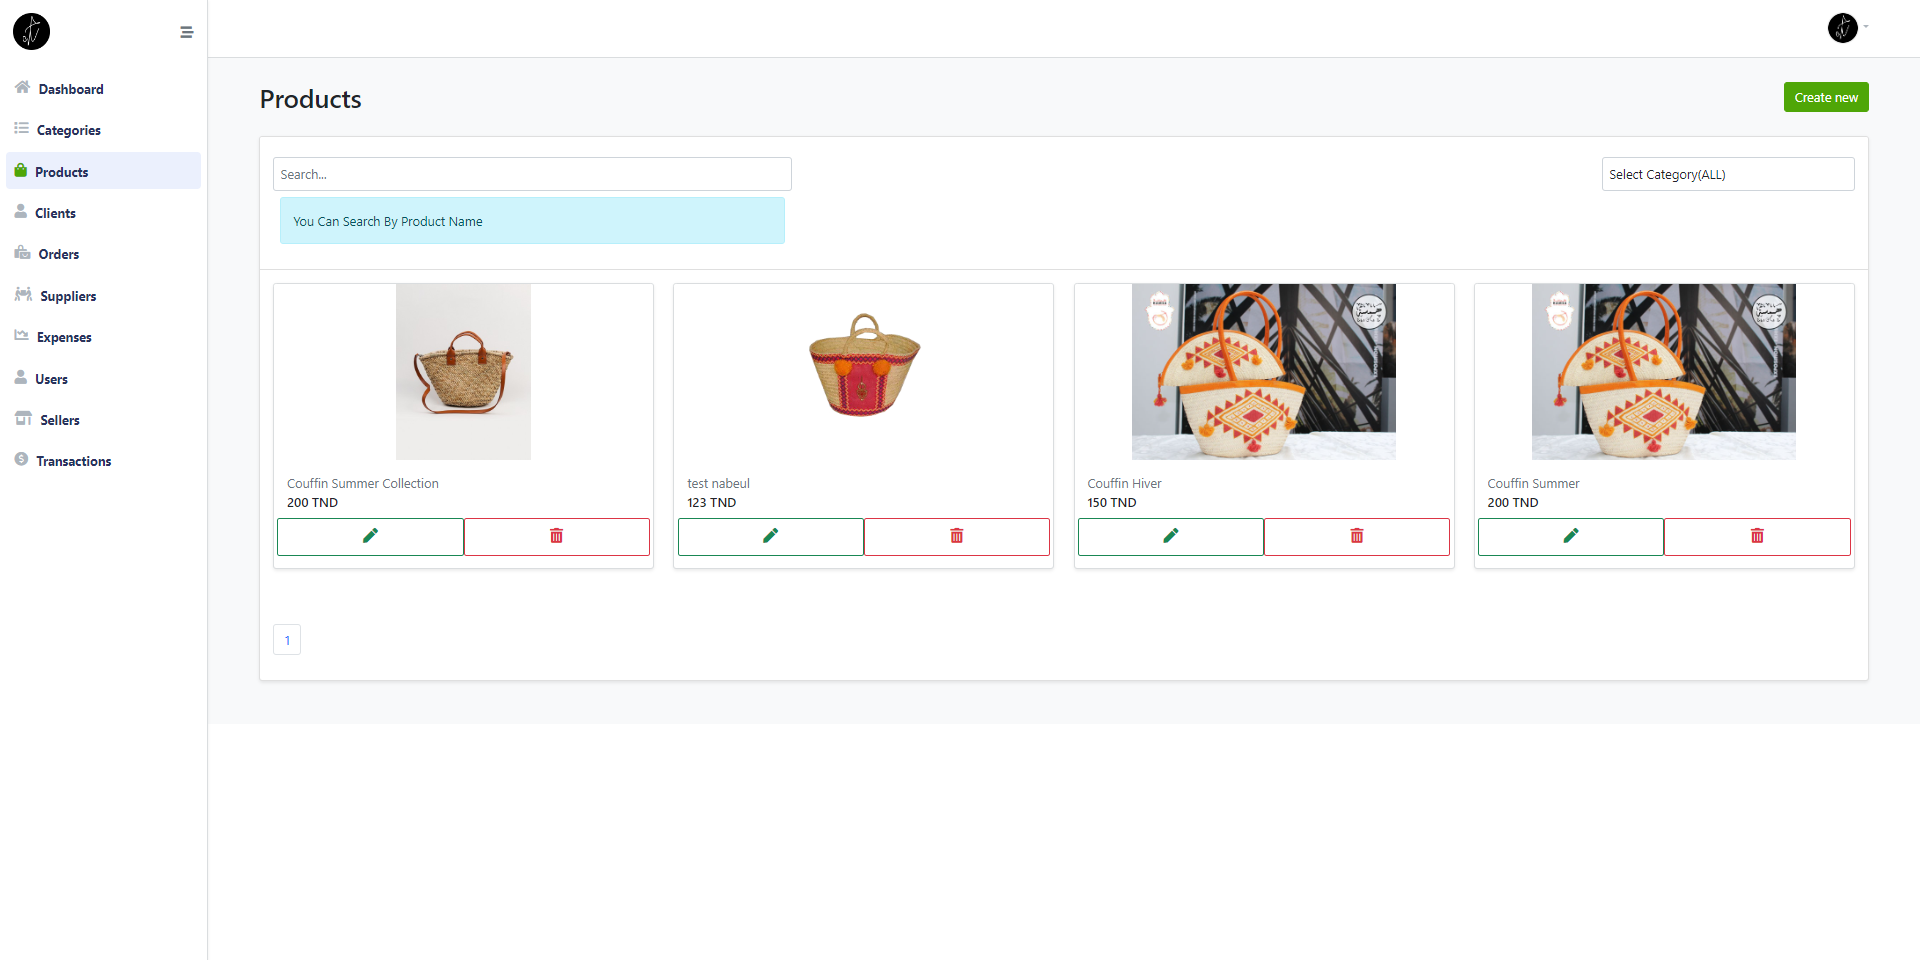 Dashboard
Categories
Products
Clients
Orders
Suppliers
Expenses
Users
Sellers
Transactions
Products
Create new
Search...
Select Category(ALL)
You Can Search By Product Name
Couffin Summer Collection
200 TND
test nabeul
123 TND
Couffin Hiver
150 TND
Couffin Summer
200 TND
1